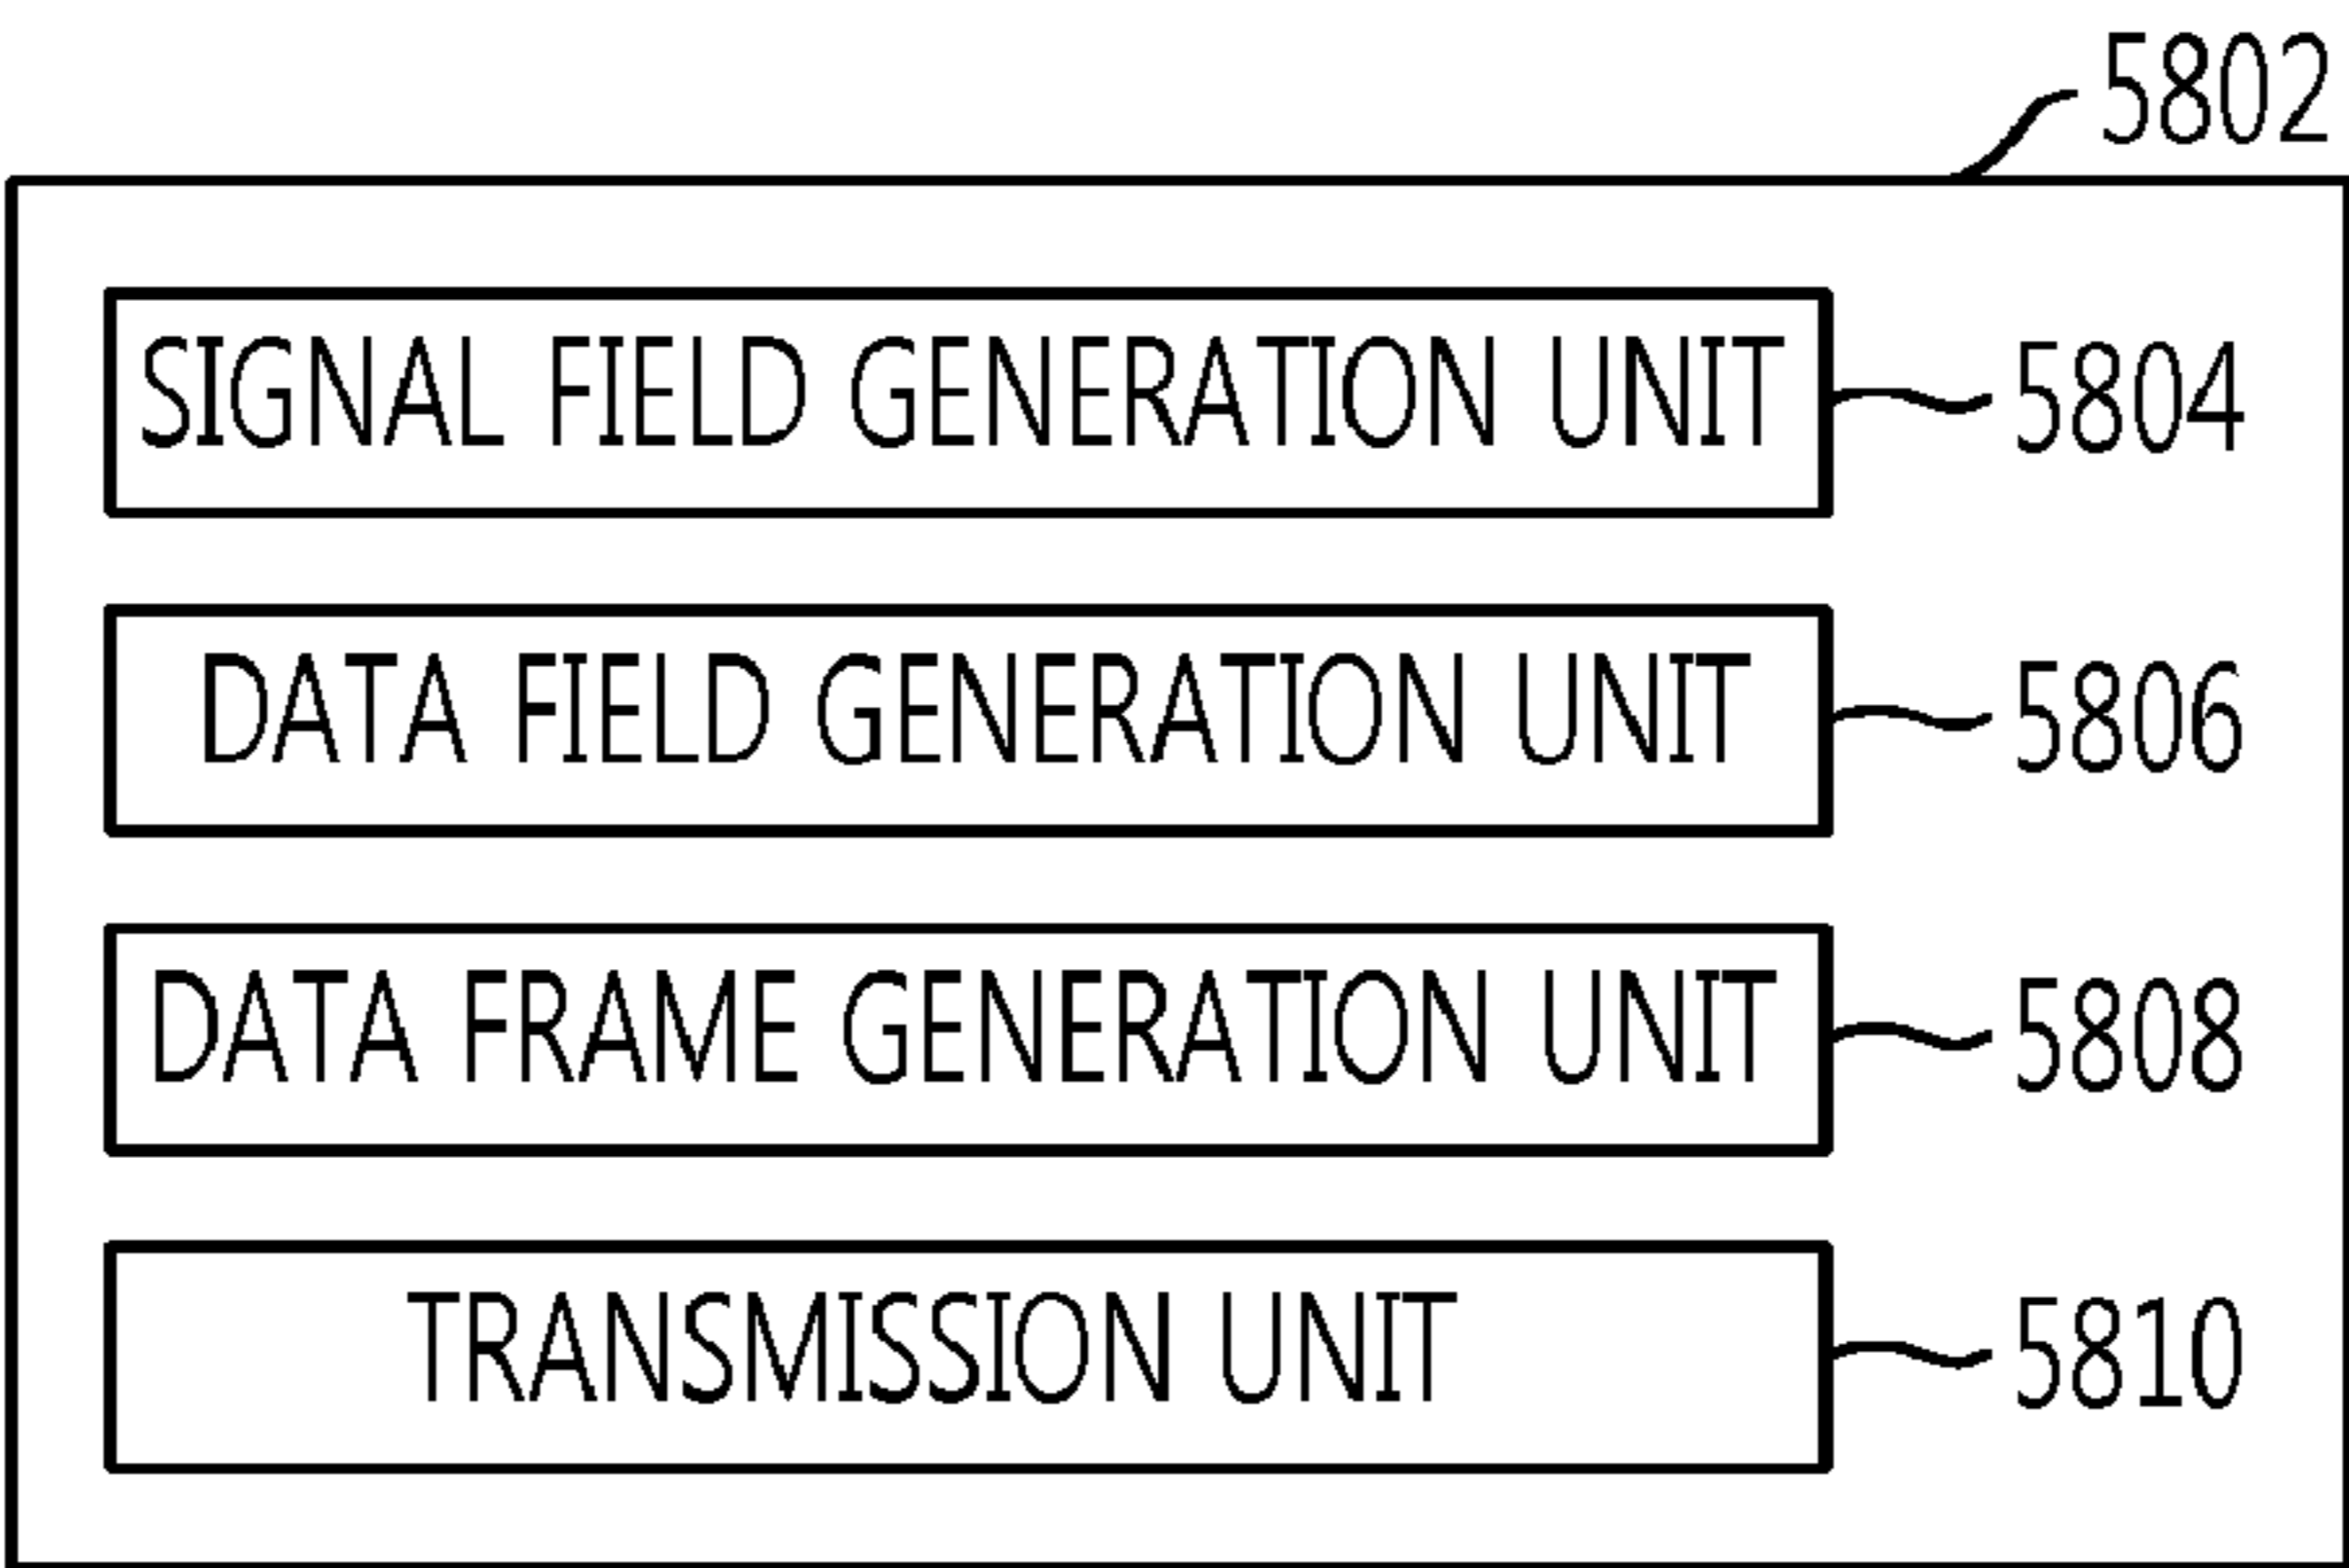 5802
SIGNAL FIELD GENERATION UNIT 5804
DATA FIELD GENERATION UNIT 5806
DATA FRAME GENERATION UNIT 5808
TRANSMISSION UNIT 5810